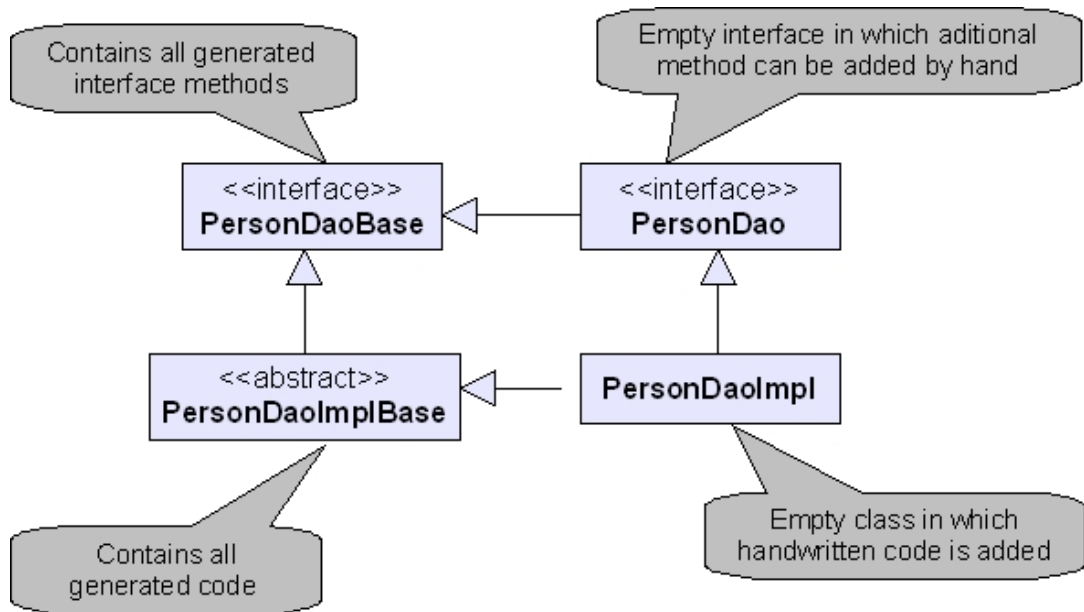 Contains all generated
interface methods
Empty interface in which aditional
method can be added by hand
<<interface>>
PersonDaoBase
<<interface>>
PersonDao
<<abstract>>
PersonDaoImplBase
PersonDaoImpl
Contains all
generated code
Empty class in which
handwritten code is added